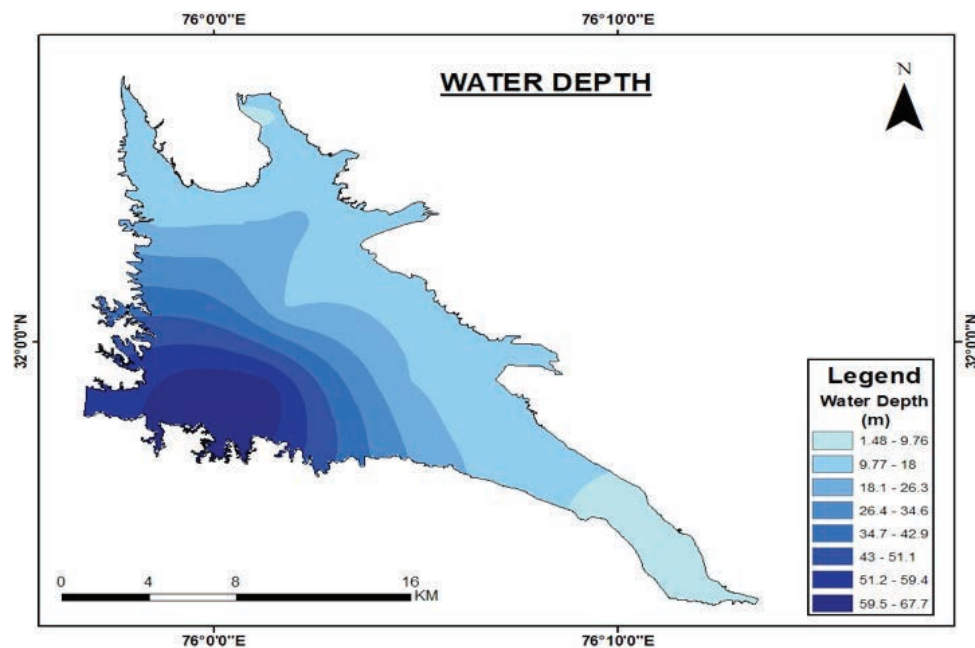 76°0'0"E 76°10'0"E
WATER DEPTH
N
32°0'0"N 32°0'0"N
Legend
Water Depth
(m)
1.48 - 9.76
9.77 - 18
18.1 - 26.3
26.4 - 34.6
34.7 - 42.9
43 - 51.1
51.2 - 59.4
59.5 - 67.7
0 4 8 16
KM
76°0'0"E 76°10'0"E